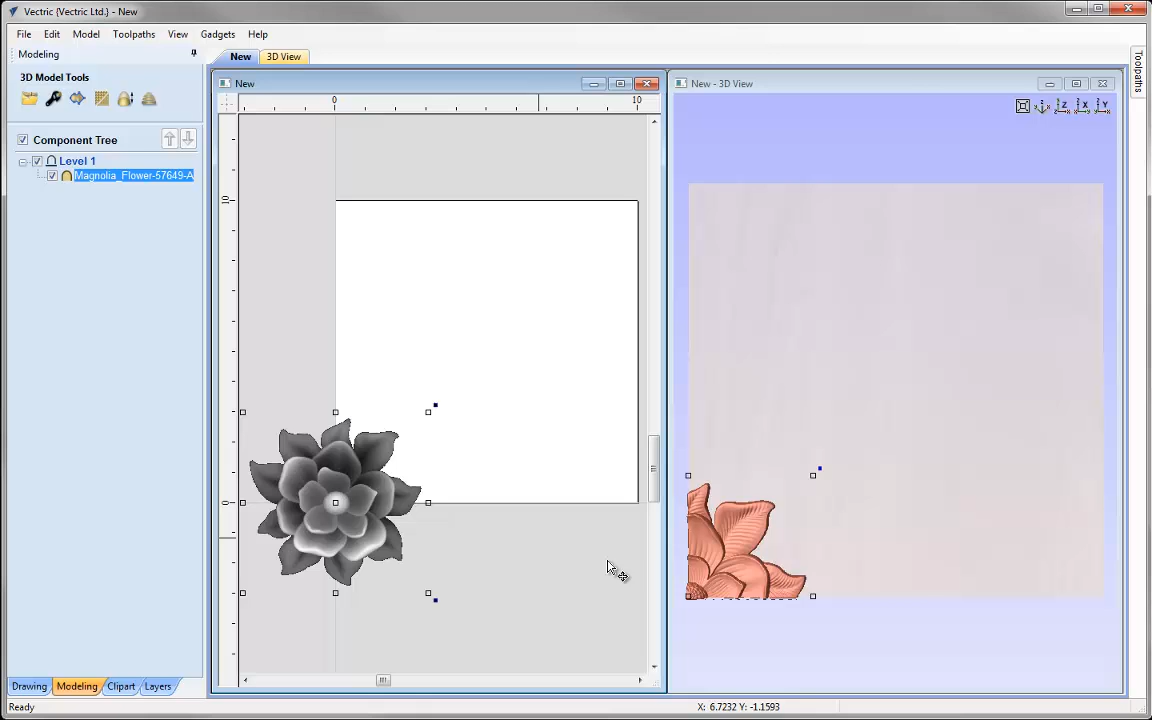 Vectric {Vectric Ltd.} - New
File Edit Model Toolpaths View Gadgets Help
Modeling
New 3D View
Toolpaths
3D Model Tools
New
New - 3D View
0 10
Z X Y
Component Tree
Level 1
Magnolia_Flower-57649-A
10
0
Drawing Modeling Clipart Layers
Ready
X: 6.7232 Y: -1.1593